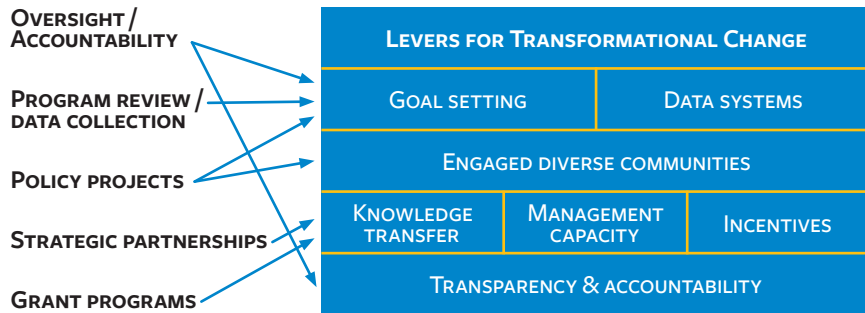 Oversight /
Accountability
Program review /
data collection
Policy projects
Strategic partnerships
Grant programs
Levers for Transformational Change
Goal setting
Data systems
Engaged diverse communities
Knowledge
transfer
Management
capacity
Incentives
Transparency & accountability